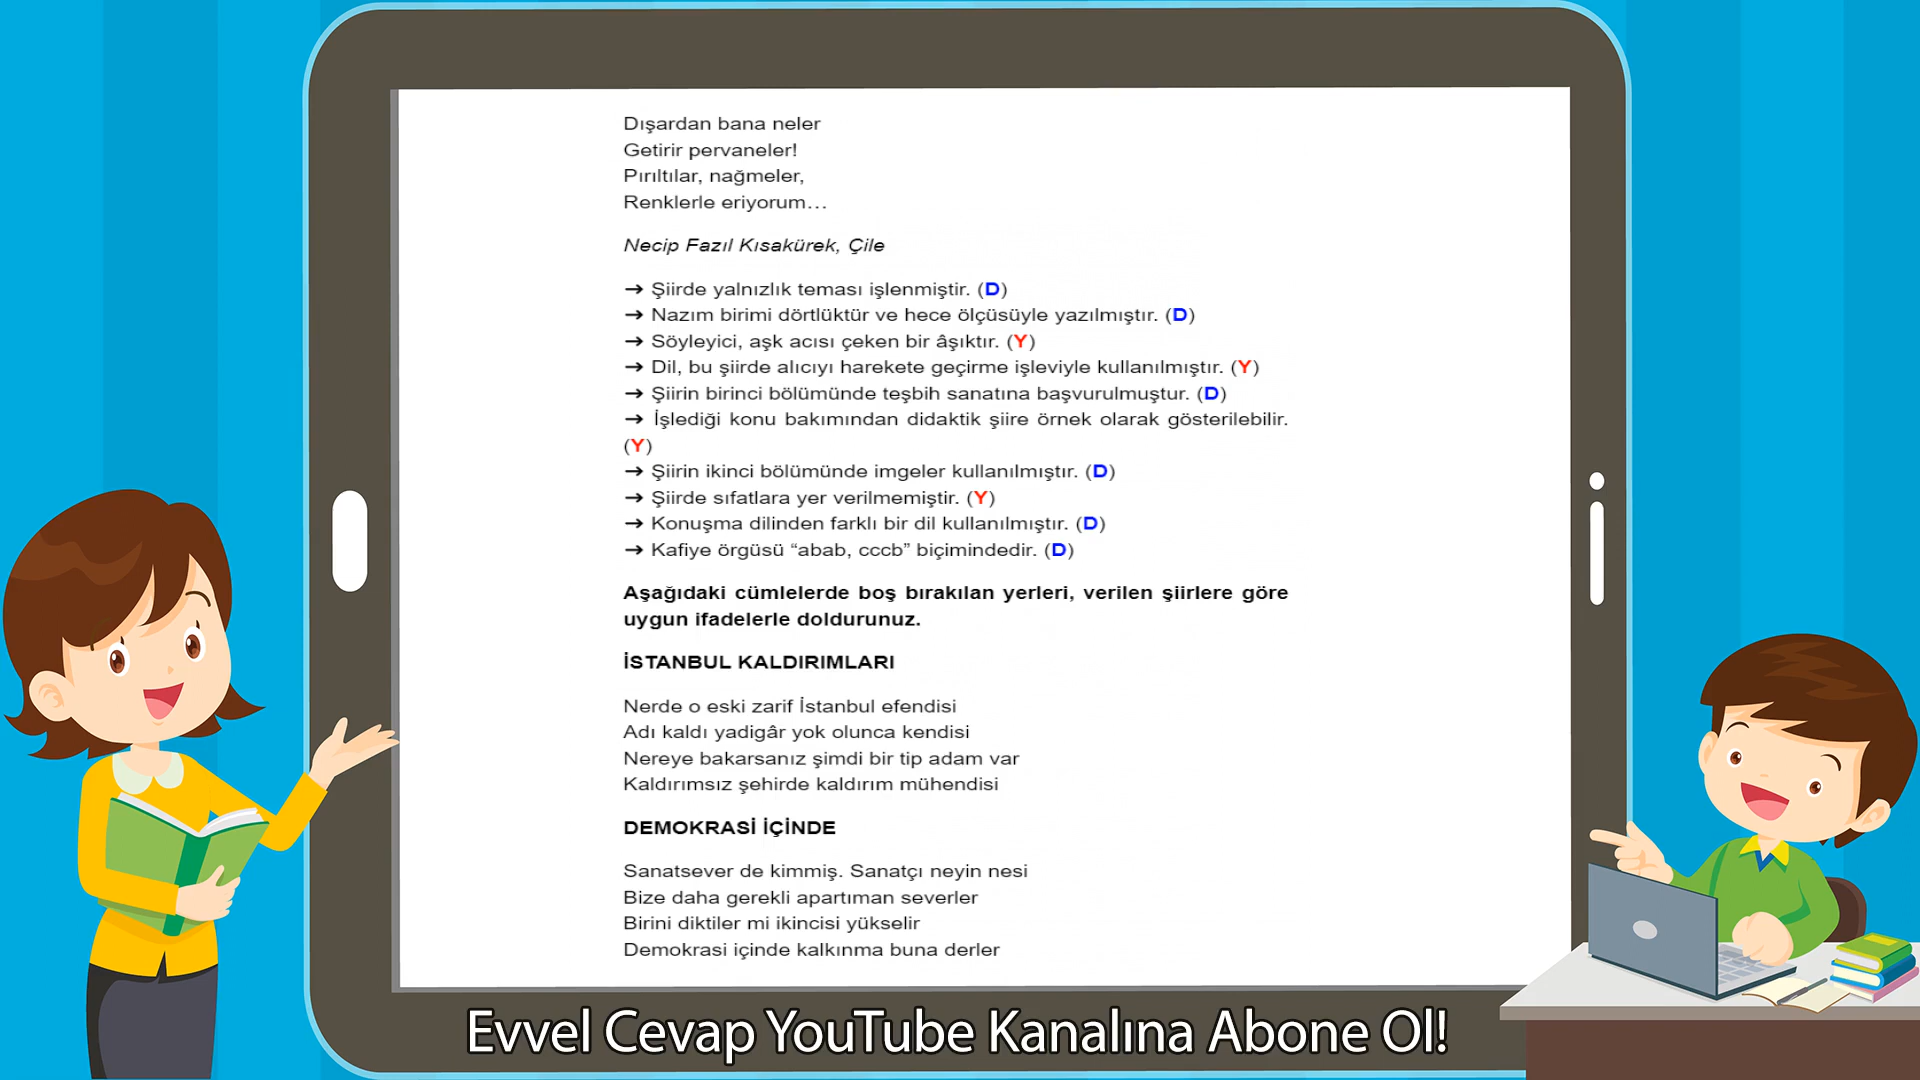 Dışardan bana neler
Getirir pervaneler!
Pırıltılar, nağmeler,
Renklerle eriyorum…
Necip Fazıl Kısakürek, Çile
➔ Şiirde yalnızlık teması işlenmiştir. (D)
➔ Nazım birimi dörtlüktür ve hece ölçüsüyle yazılmıştır. (D)
➔ Söyleyici, aşk acısı çeken bir âşıktır. (Y)
➔ Dil, bu şiirde alıcıyı harekete geçirme işleviyle kullanılmıştır. (Y)
➔ Şiirin birinci bölümünde teşbih sanatına başvurulmuştur. (D)
➔ İşlediği konu bakımından didaktik şiire örnek olarak gösterilebilir.
(Y)
➔ Şiirin ikinci bölümünde imgeler kullanılmıştır. (D)
➔ Şiirde sıfatlara yer verilmemiştir. (Y)
➔ Konuşma dilinden farklı bir dil kullanılmıştır. (D)
➔ Kafiye örgüsü “abab, cccb” biçimindedir. (D)
Aşağıdaki cümlelerde boş bırakılan yerleri, verilen şiirlere göre
uygun ifadelerle doldurunuz.
İSTANBUL KALDIRIMLARI
Nerde o eski zarif İstanbul efendisi
Adı kaldı yadigâr yok olunca kendisi
Nereye bakarsanız şimdi bir tip adam var
Kaldırımsız şehirde kaldırım mühendisi
DEMOKRASİ İÇİNDE
Sanatsever de kimmiş. Sanatçı neyin nesi
Bize daha gerekli apartıman severler
Birini diktiler mi ikincisi yükselir
Demokrasi içinde kalkınma buna derler
Evvel Cevap YouTube Kanalına Abone Ol!